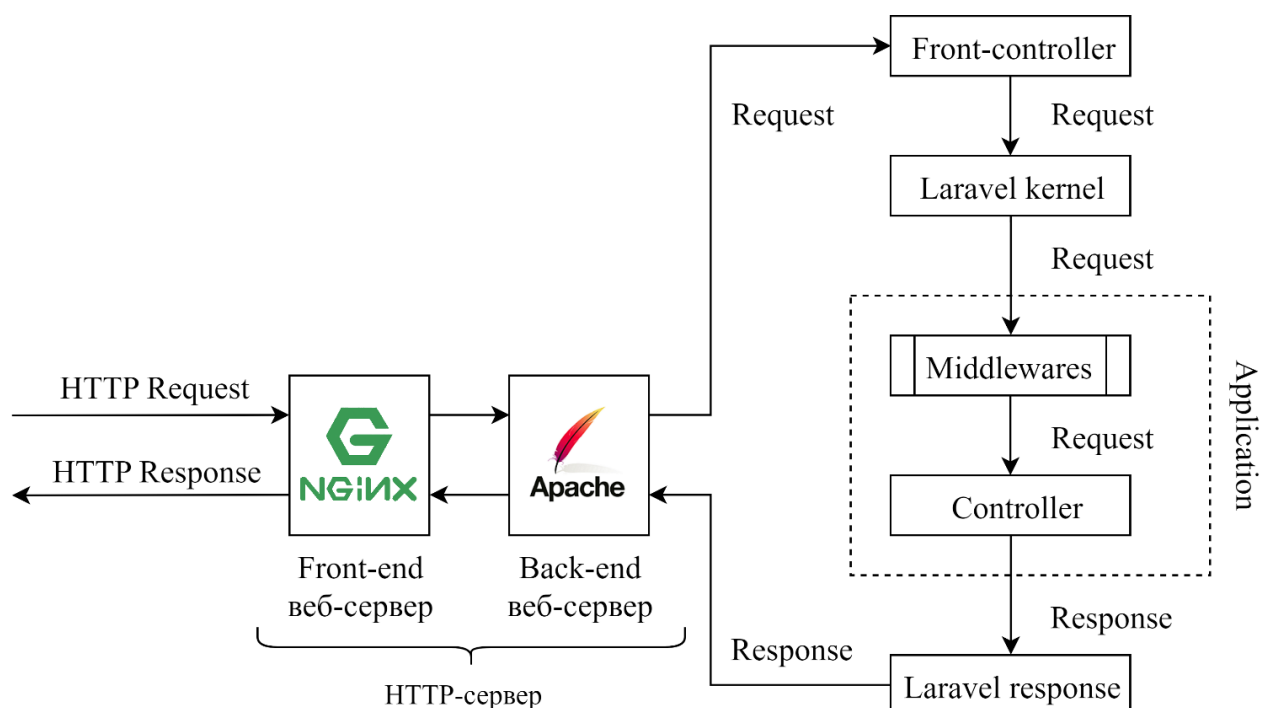 Front-controller
Request
Request
Laravel kernel
Request
Middlewares
Request
Controller
Application
HTTP Request
HTTP Response
NGiNX
Apache
Front-end
веб-сервер
Back-end
веб-сервер
HTTP-сервер
Response
Response
Laravel response